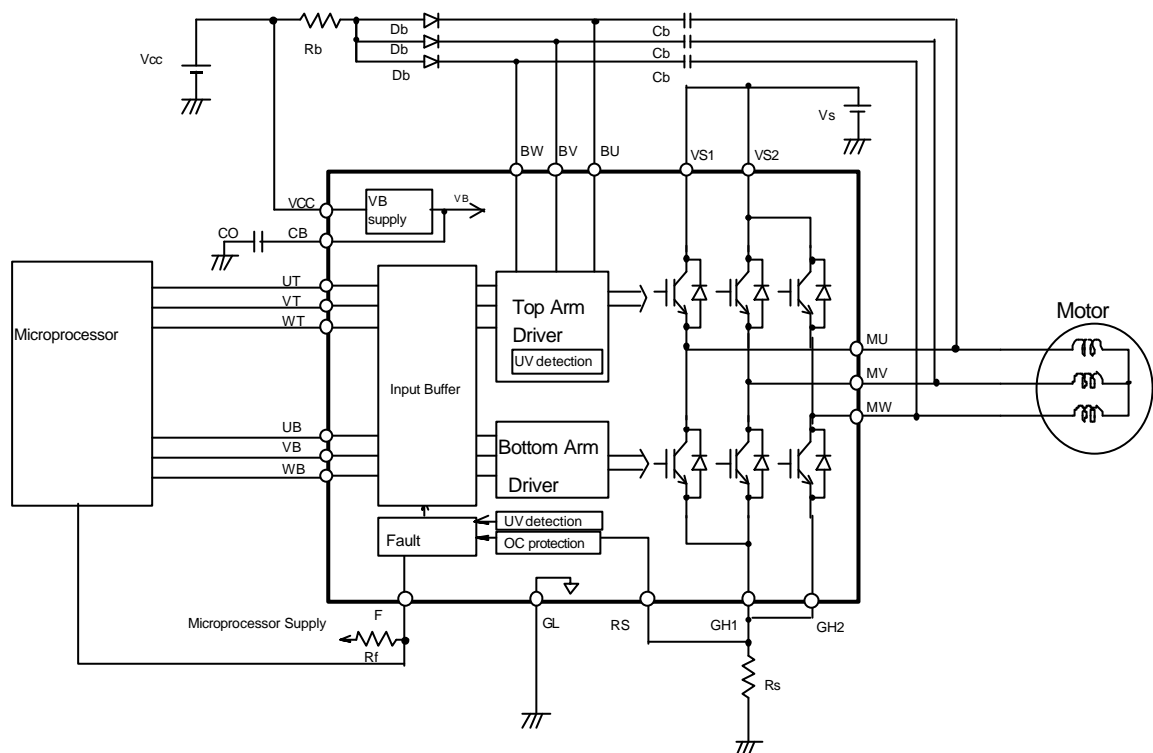 Vcc
Rb
Db
Db
Db
Cb
Cb
Cb
Vs
BW
BV
BU
VS1
VS2
VCC
VB
supply
VB
CO
CB
Microprocessor
UT
VT
WT
Input Buffer
Top Arm
Driver
UV detection
Motor
MU
MV
MW
UB
VB
WB
Bottom Arm
Driver
Fault
UV detection
OC protection
F
GL
RS
GH1
GH2
Microprocessor Supply
Rf
Rs